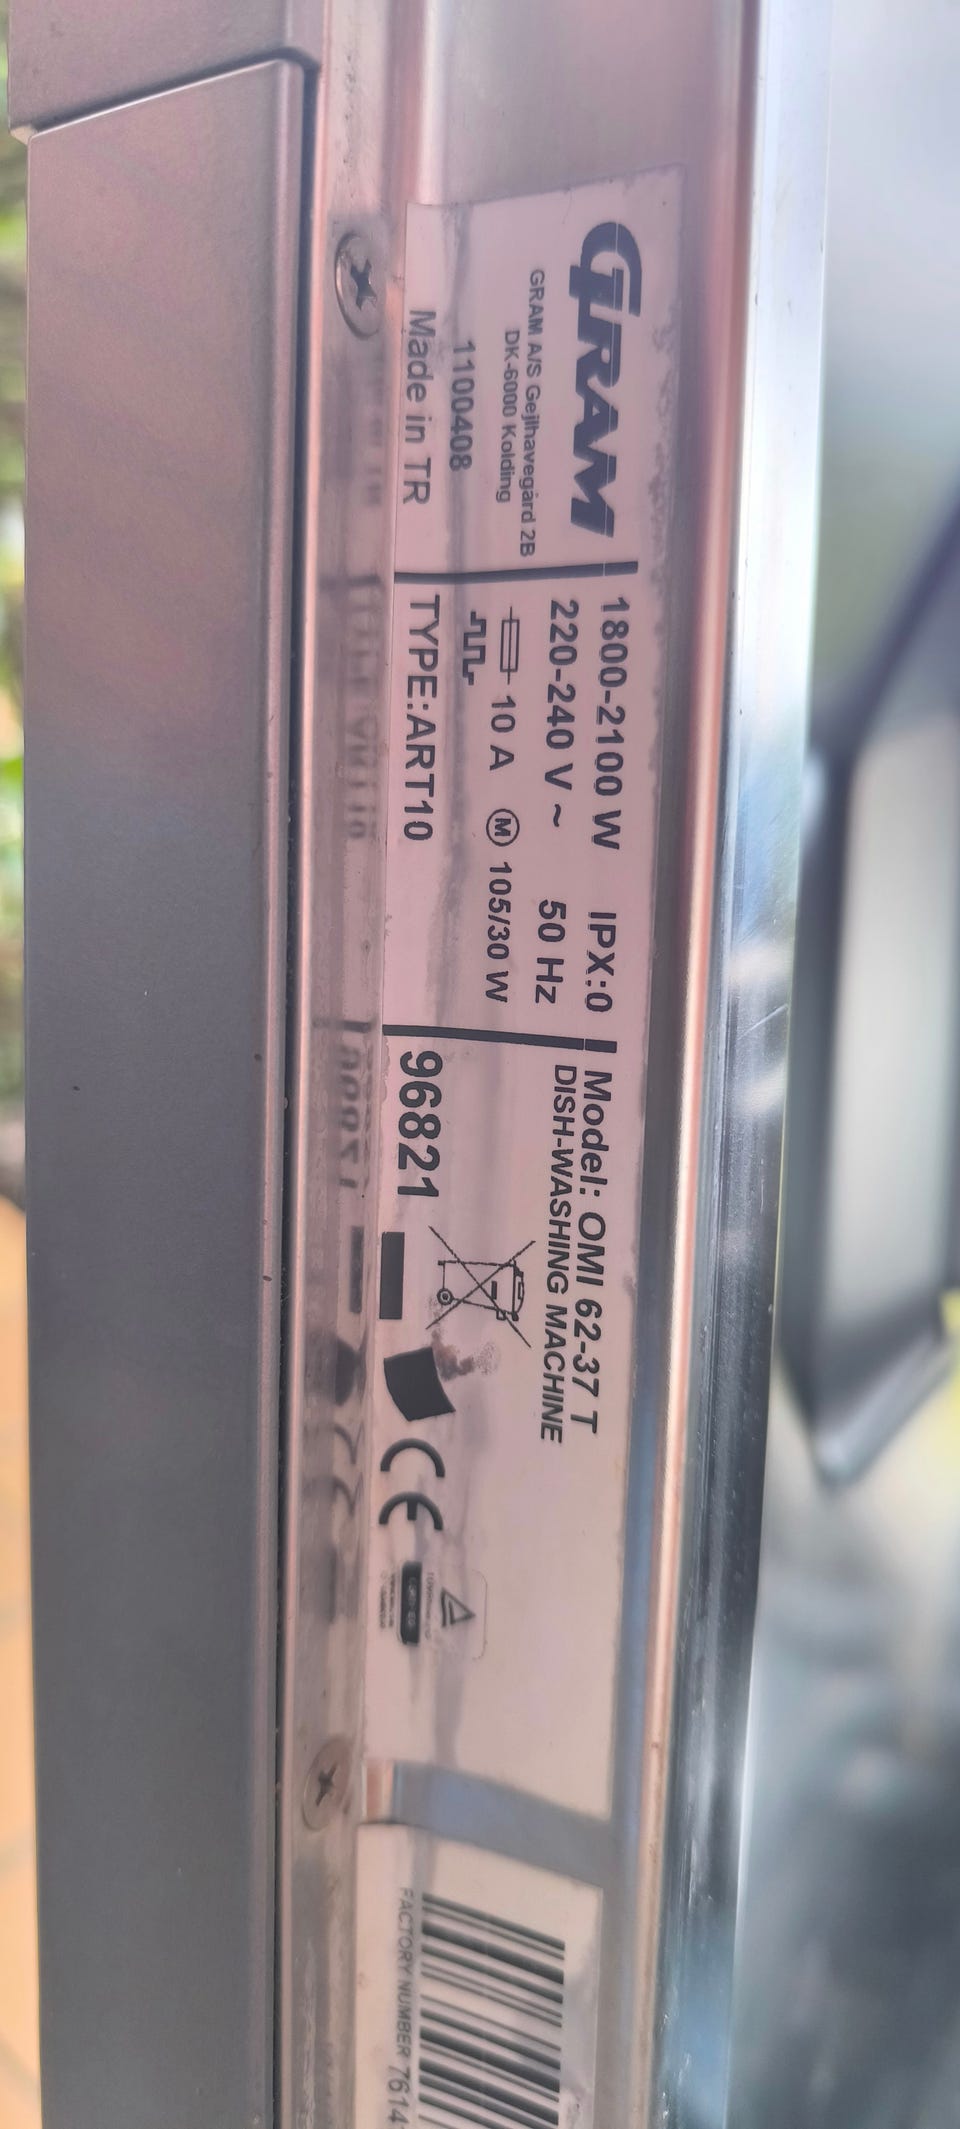 GRAM
GRAM A/S Gejlhavegård 2B
DK-6000 Kolding
1100408
Made in TR
1800-2100 W IPX:0
220-240 V ~ 50 Hz
10 A M 105/30 W
TYPE:ART10
Model: OMI 62-37 T
DISH-WASHING MACHINE
96821
CE
FACTORY NUMBER 7614